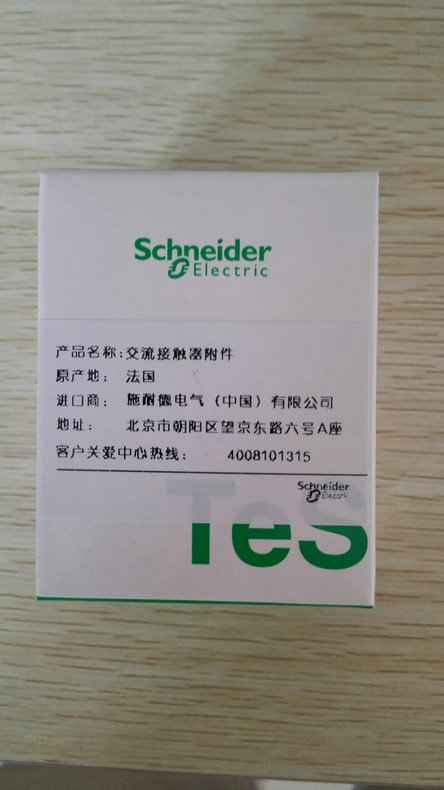 Schneider
Electric
产品名称:交流接触器附件
原产地: 法国
进口商: 施耐德电气（中国）有限公司
地址: 北京市朝阳区望京东路六号A座
客户关爱中心热线: 4008101315
Schneider
Electric
TeS